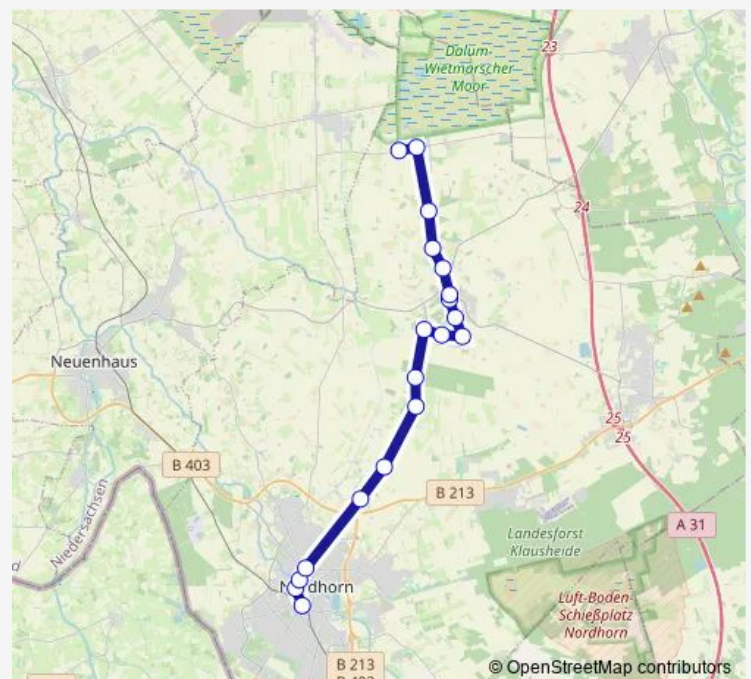 Dalum-
Wietmarscher
Moor
23
24
Neuenhaus
25
25
B 403
B 213
Niedersachsen
A 31
Landesforst
Klausheide
Nordhorn
Luft-Boden-
Schießplatz
Nordhorn
B 213
© OpenStreetMap contributors